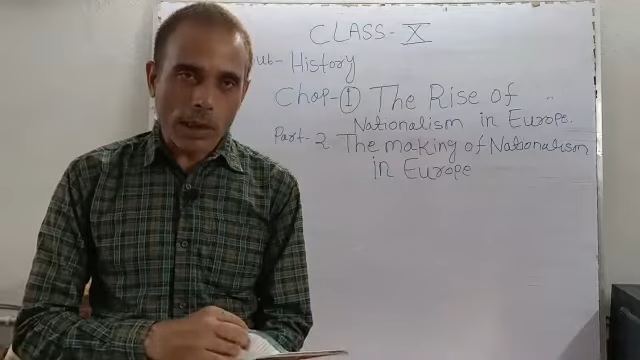 CLASS - X
ub - History
Chap - 1 The Rise of
Nationalism in Europe.
Part - 2 The making of Nationalism
in Europe